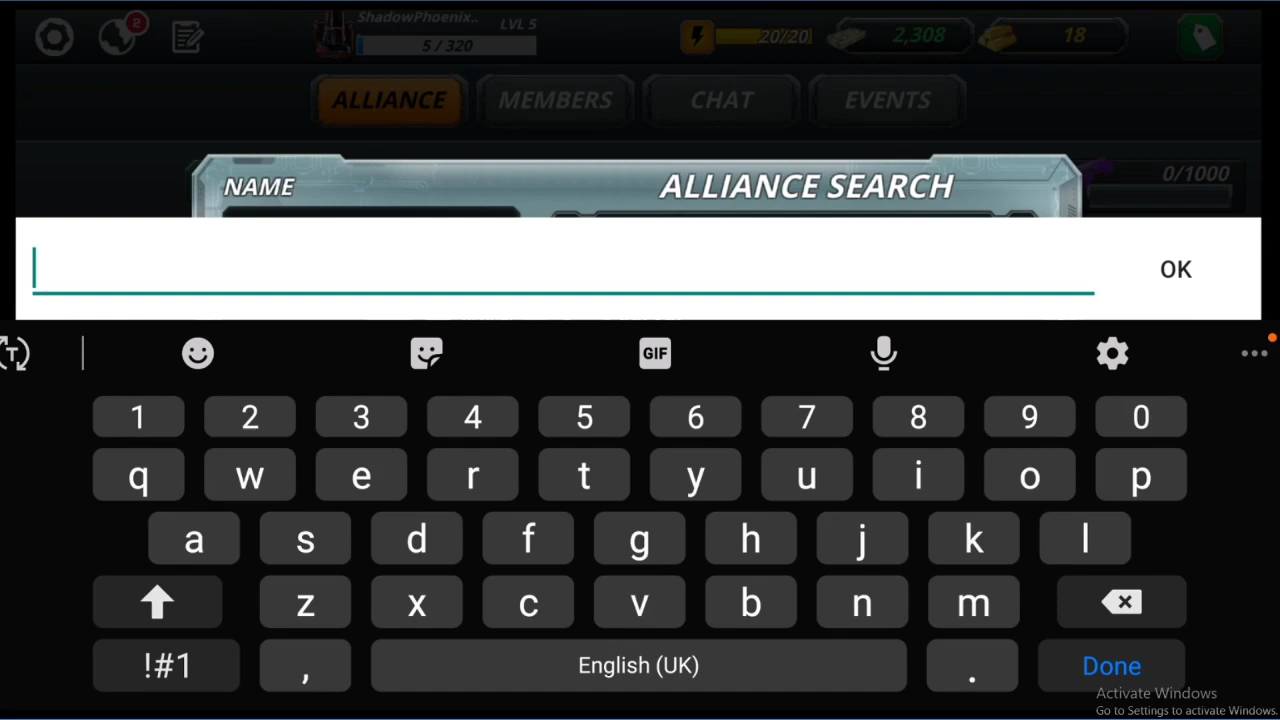 2
ShadowPhoenix..
LVL 5
5 / 320
20/20
2,308
18
ALLIANCE
MEMBERS
CHAT
EVENTS
NAME
ALLIANCE SEARCH
0/1000
OK
T
GIF
1 2 3 4 5 6 7 8 9 0
q w e r t y u i o p
a s d f g h j k l
z x c v b n m
!#1 , English (UK) . Done
Activate Windows
Go to Settings to activate Windows.